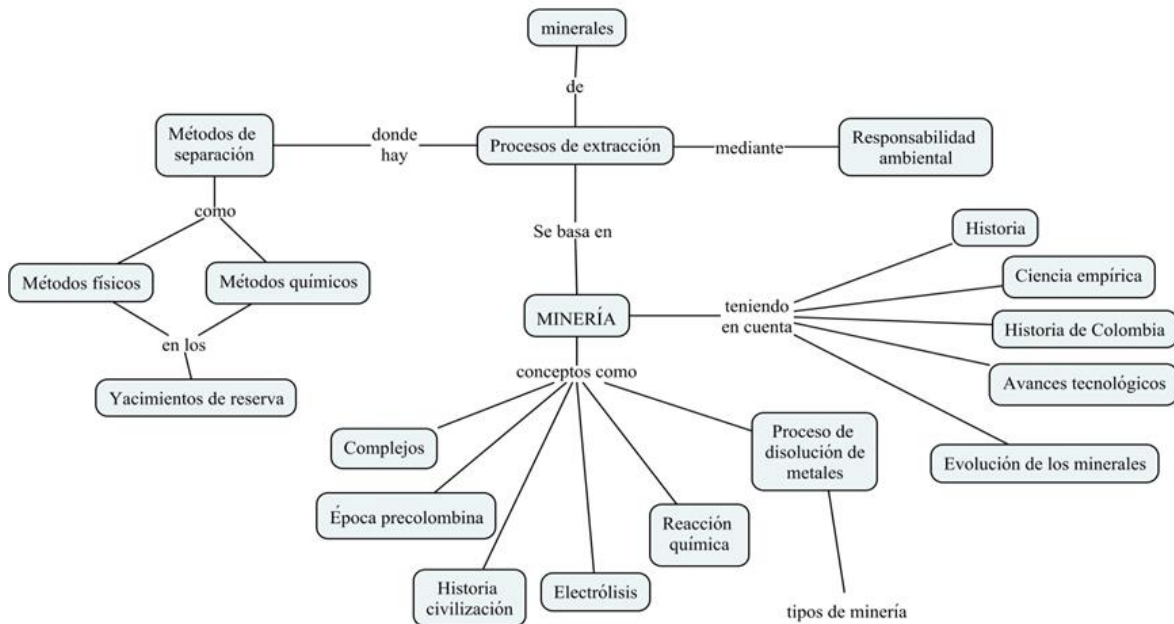 minerales
de
Métodos de
separación
donde
hay
Procesos de extracción
mediante
Responsabilidad
ambiental
como
Se basa en
Historia
Métodos físicos
Métodos químicos
Ciencia empírica
MINERÍA
teniendo
en cuenta
Historia de Colombia
en los
conceptos como
Avances tecnológicos
Yacimientos de reserva
Complejos
Proceso de
disolución de
metales
Evolución de los minerales
Época precolombina
Reacción
química
Historia
civilización
Electrólisis
tipos de minería